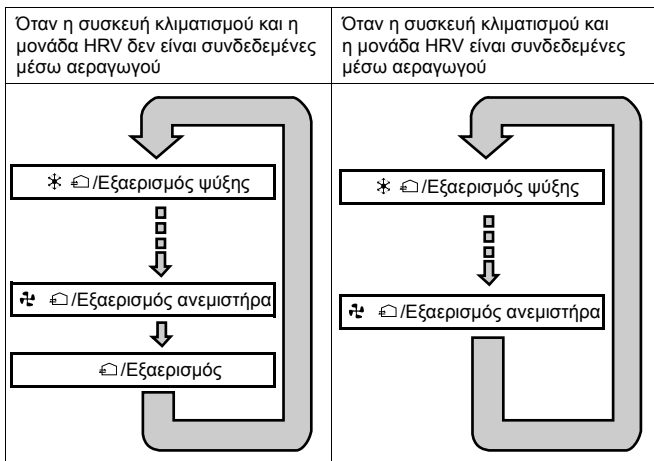 Όταν η συσκευή κλιματισμού και η
μονάδα HRV δεν είναι συνδεδεμένες
μέσω αεραγωγού
Όταν η συσκευή κλιματισμού και
η μονάδα HRV είναι συνδεδεμένες
μέσω αεραγωγού
/Εξαερισμός ψύξης
/Εξαερισμός ανεμιστήρα
/Εξαερισμός
/Εξαερισμός ψύξης
/Εξαερισμός ανεμιστήρα